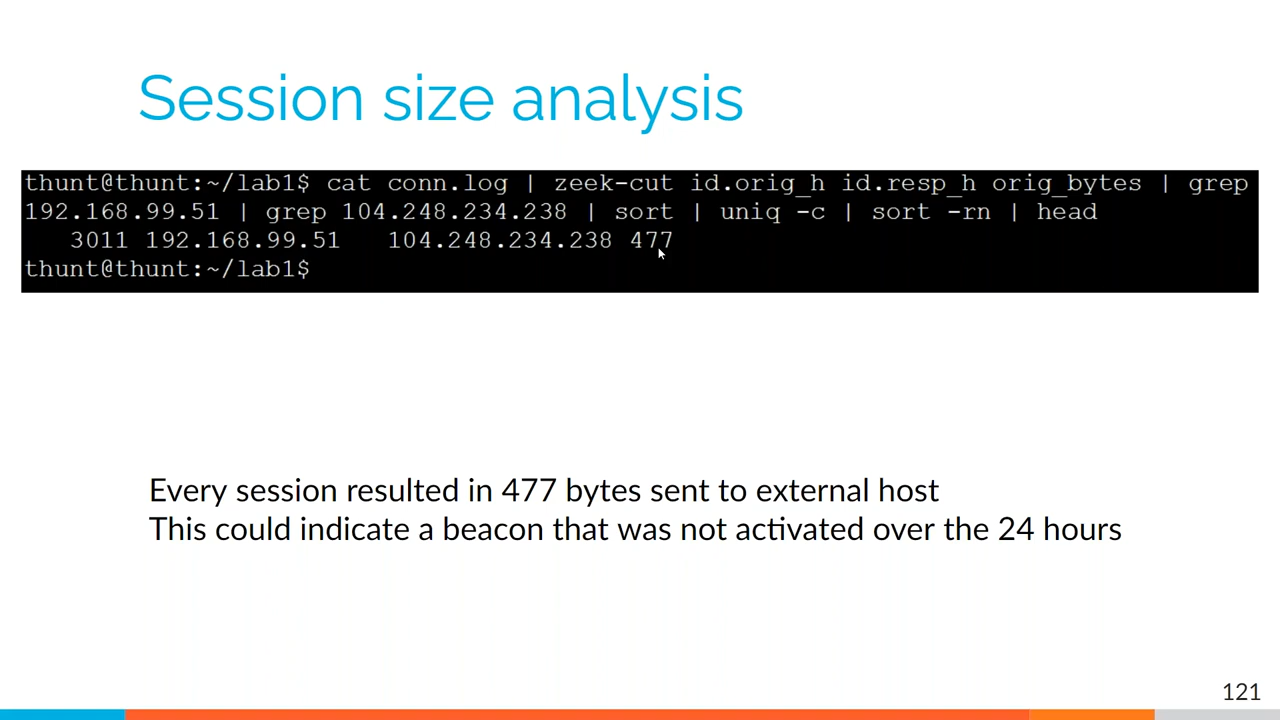 Session size analysis
thunt@thunt:~/lab1$ cat conn.log | zeek-cut id.orig_h id.resp_h orig_bytes | grep
192.168.99.51 | grep 104.248.234.238 | sort | uniq -c | sort -rn | head
3011 192.168.99.51 104.248.234.238 477
thunt@thunt:~/lab1$
Every session resulted in 477 bytes sent to external host
This could indicate a beacon that was not activated over the 24 hours
121